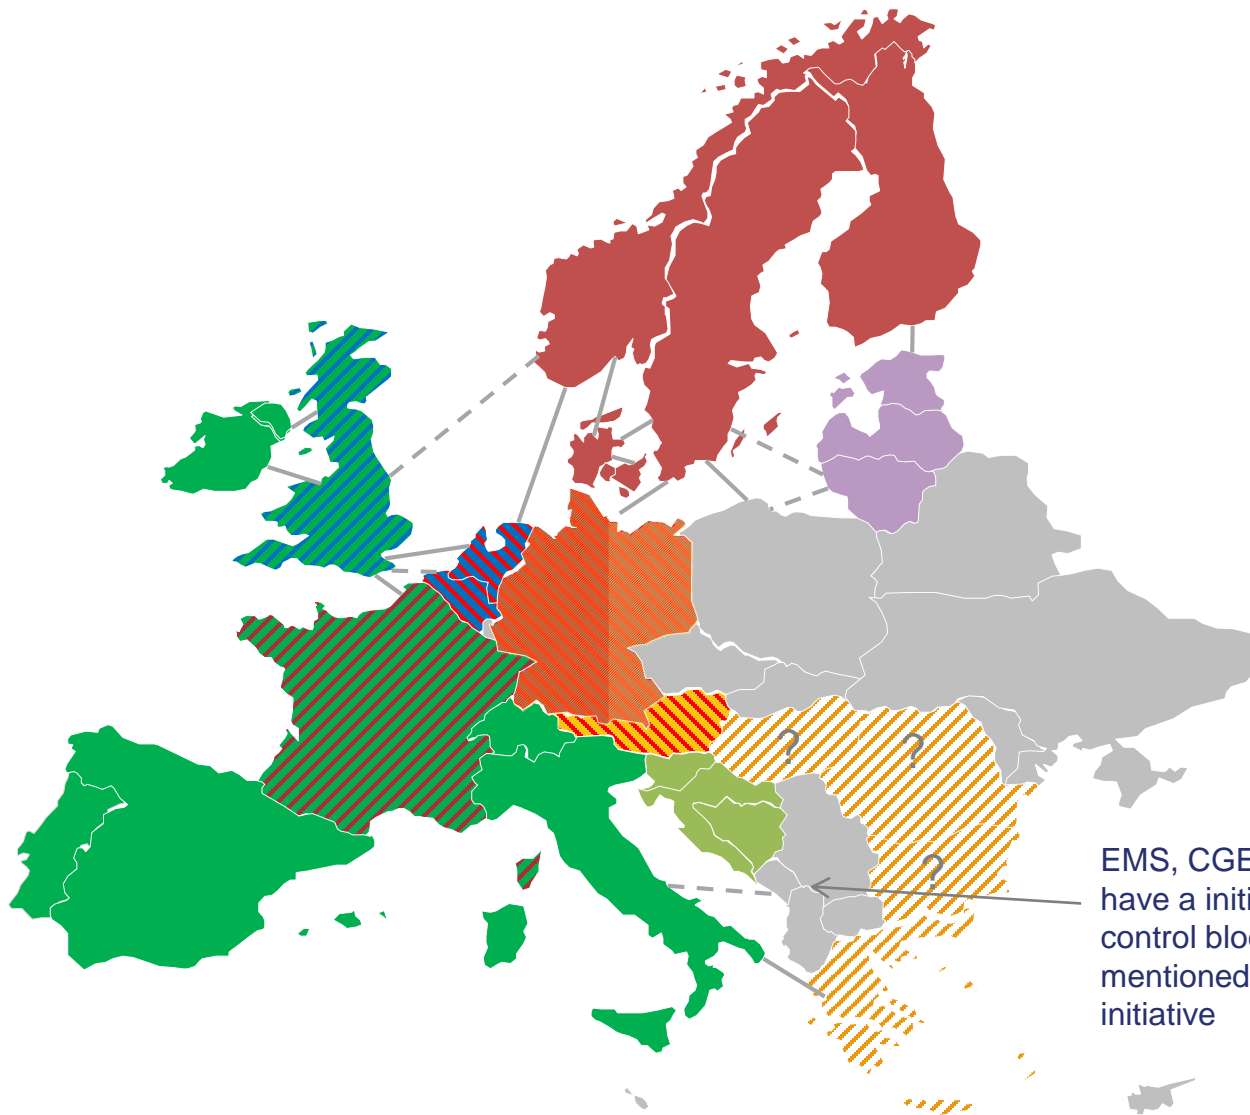 ?
?
?
EMS, CGE
have a initi
control bloc
mentioned
initiative